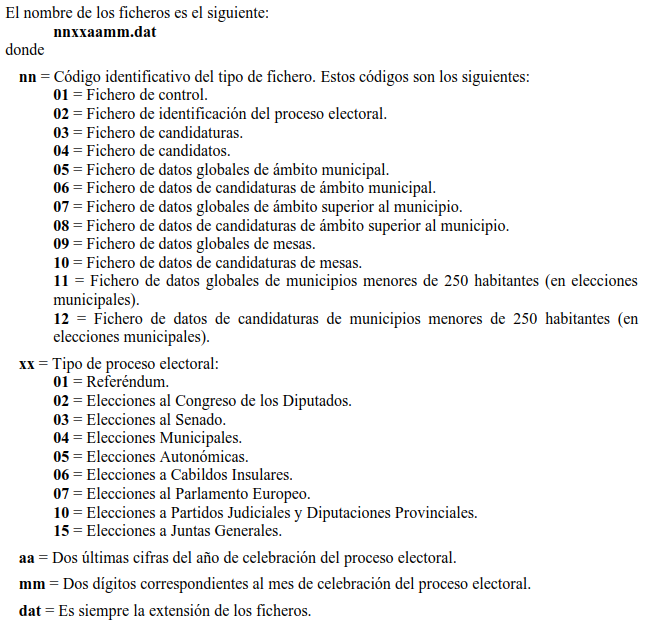 El nombre de los ficheros es el siguiente:
nnxxaamm.dat
donde
nn = Código identificativo del tipo de fichero. Estos códigos son los siguientes:
01 = Fichero de control.
02 = Fichero de identificación del proceso electoral.
03 = Fichero de candidaturas.
04 = Fichero de candidatos.
05 = Fichero de datos globales de ámbito municipal.
06 = Fichero de datos de candidaturas de ámbito municipal.
07 = Fichero de datos globales de ámbito superior al municipio.
08 = Fichero de datos de candidaturas de ámbito superior al municipio.
09 = Fichero de datos globales de mesas.
10 = Fichero de datos de candidaturas de mesas.
11 = Fichero de datos globales de municipios menores de 250 habitantes (en elecciones
municipales).
12 = Fichero de datos de candidaturas de municipios menores de 250 habitantes (en
elecciones municipales).
xx = Tipo de proceso electoral:
01 = Referéndum.
02 = Elecciones al Congreso de los Diputados.
03 = Elecciones al Senado.
04 = Elecciones Municipales.
05 = Elecciones Autonómicas.
06 = Elecciones a Cabildos Insulares.
07 = Elecciones al Parlamento Europeo.
10 = Elecciones a Partidos Judiciales y Diputaciones Provinciales.
15 = Elecciones a Juntas Generales.
aa = Dos últimas cifras del año de celebración del proceso electoral.
mm = Dos dígitos correspondientes al mes de celebración del proceso electoral.
dat = Es siempre la extensión de los ficheros.